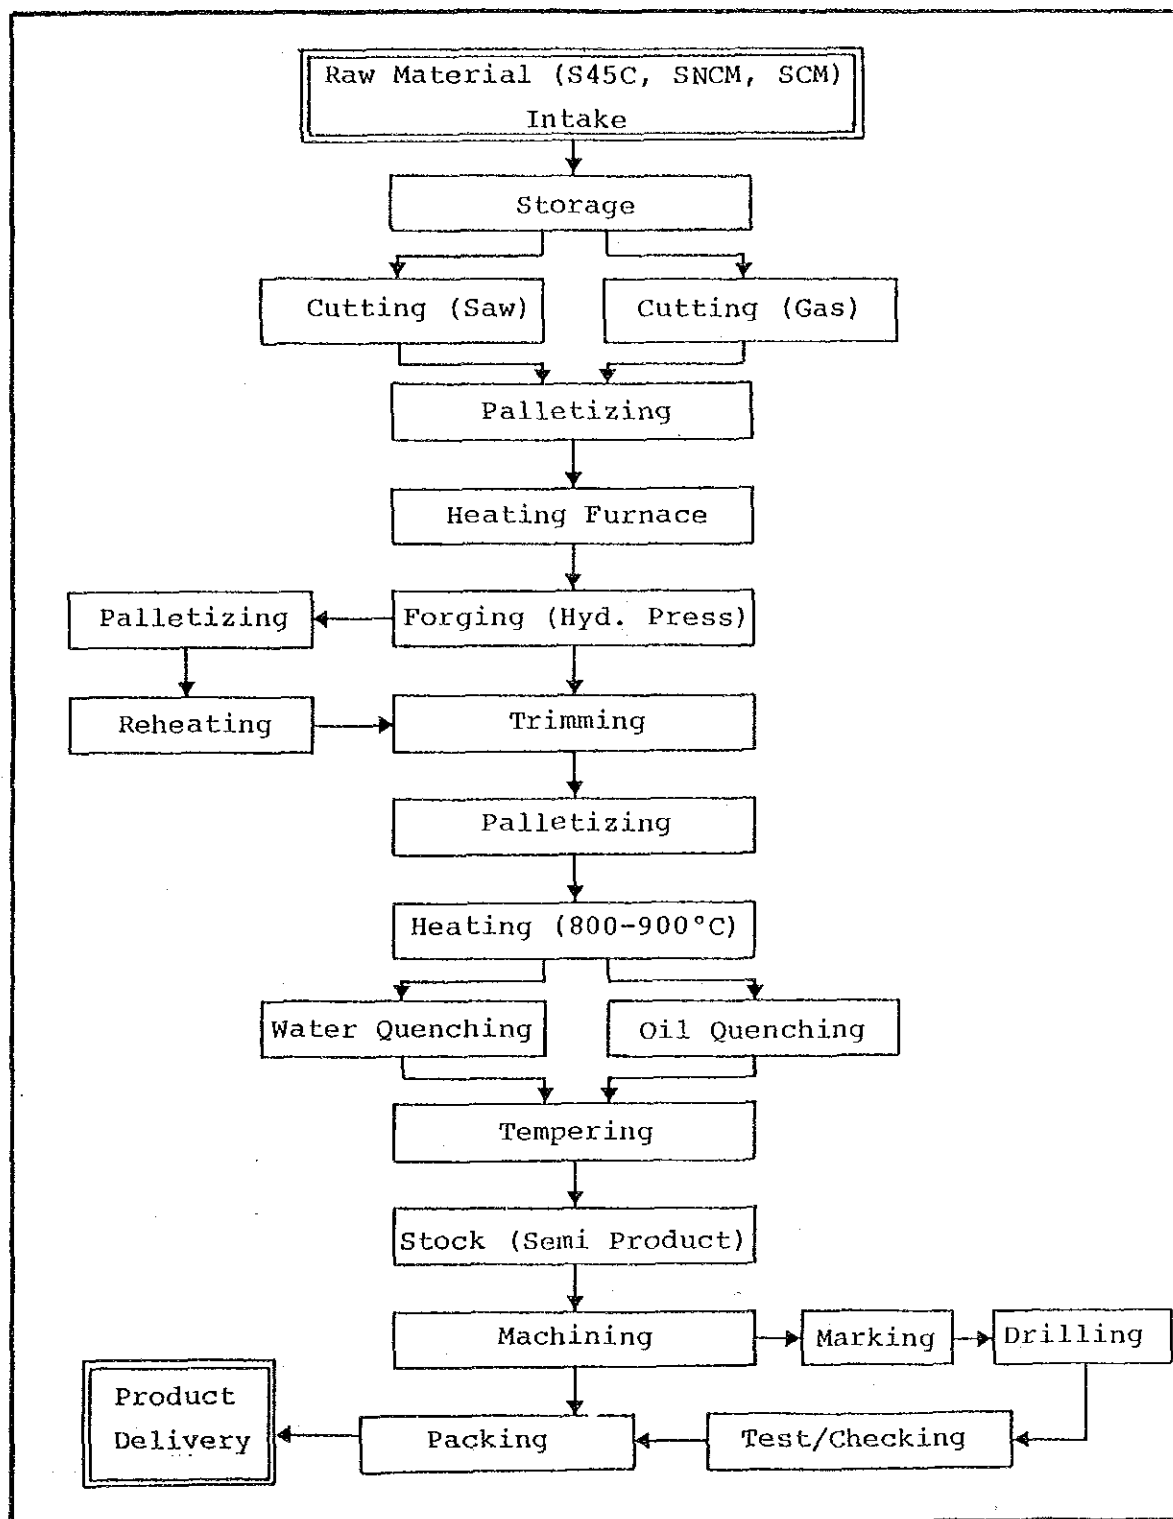 Raw Material (S45C, SNCM, SCM)
Intake
Storage
Cutting (Saw)
Cutting (Gas)
Palletizing
Heating Furnace
Palletizing
Forging (Hyd. Press)
Reheating
Trimming
Palletizing
Heating (800-900°C)
Water Quenching
Oil Quenching
Tempering
Stock (Semi Product)
Machining
Marking
Drilling
Product
Delivery
Packing
Test/Checking